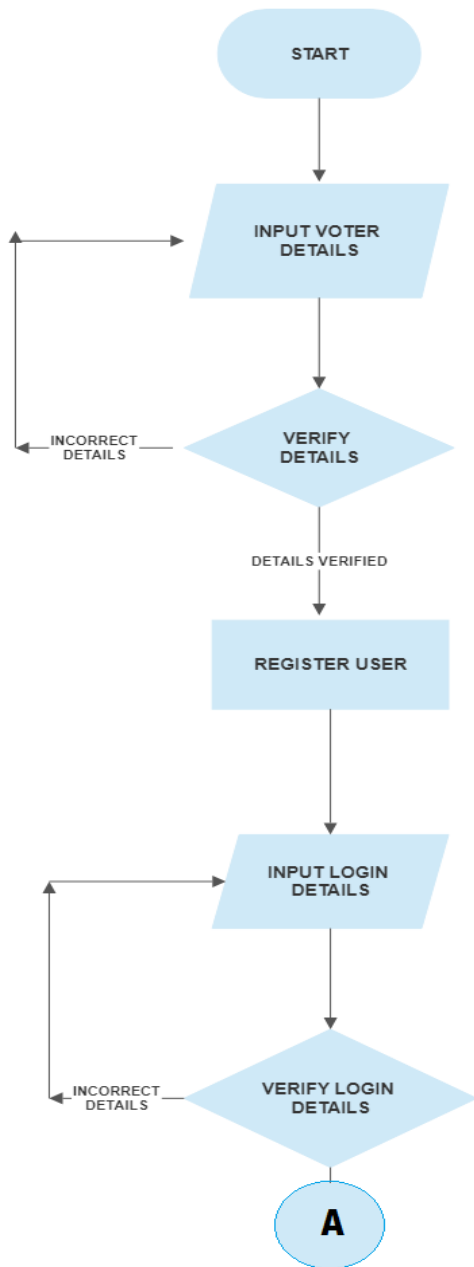 START
INPUT VOTER
DETAILS
VERIFY
DETAILS
INCORRECT
DETAILS
DETAILS VERIFIED
REGISTER USER
INPUT LOGIN
DETAILS
VERIFY LOGIN
DETAILS
INCORRECT
DETAILS
A